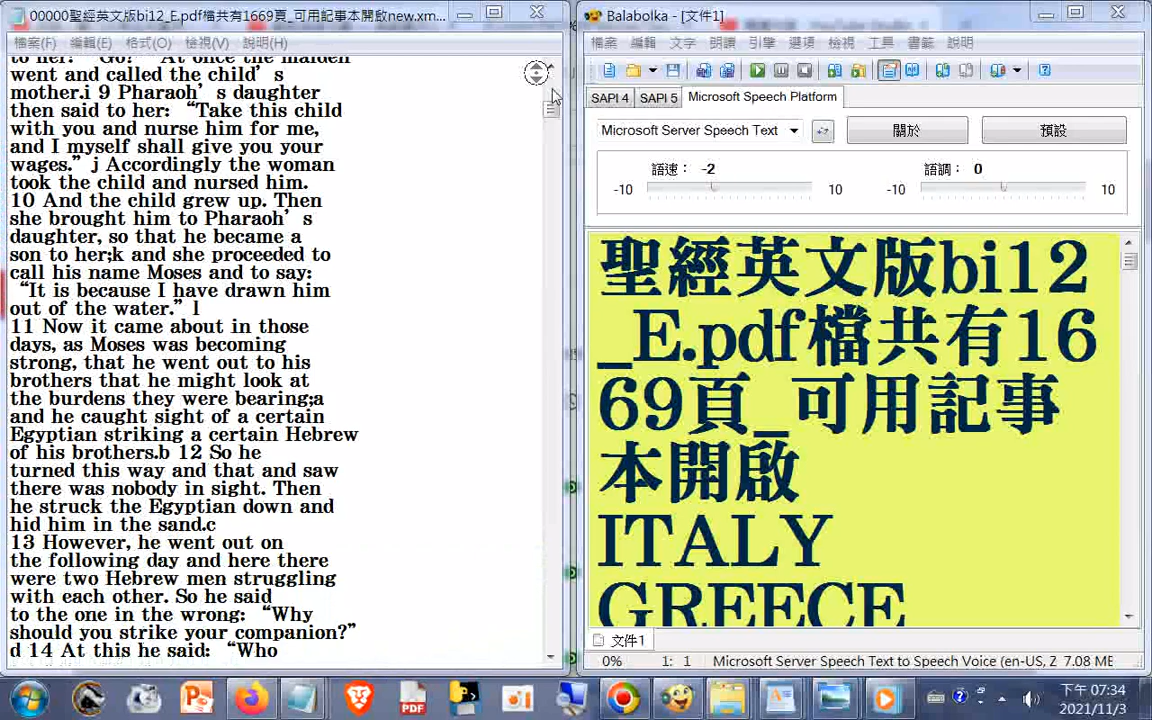 00000聖經英文版bi12_E.pdf檔共有1669頁_可用記事本開啟new.xm...
檔案(F) 編輯(E) 格式(O) 檢視(V) 說明(H)
to her: “Go!” At once the maiden
went and called the child’s
mother.i 9 Pharaoh’s daughter
then said to her: “Take this child
with you and nurse him for me,
and I myself shall give you your
wages.” j Accordingly the woman
took the child and nursed him.
10 And the child grew up. Then
she brought him to Pharaoh’s
daughter, so that he became a
son to her;k and she proceeded to
call his name Moses and to say:
“It is because I have drawn him
out of the water.” l
11 Now it came about in those
days, as Moses was becoming
strong, that he went out to his
brothers that he might look at
the burdens they were bearing;a
and he caught sight of a certain
Egyptian striking a certain Hebrew
of his brothers.b 12 So he
turned this way and that and saw
there was nobody in sight. Then
he struck the Egyptian down and
hid him in the sand.c
13 However, he went out on
the following day and here there
were two Hebrew men struggling
with each other. So he said
to the one in the wrong: “Why
should you strike your companion?”
d 14 At this he said: “Who
Balabolka - [文件1]
檔案 編輯 文字 朗讀 引擎 選項 檢視 工具 書籤 說明
SAPI 4 SAPI 5 Microsoft Speech Platform
Microsoft Server Speech Text 關於 預設
語速： -2 語調： 0
-10 10 -10 10
聖經英文版bi12
_E.pdf檔共有16
69頁_可用記事
本開啟
ITALY
GREECE
文件1
0% 1: 1 Microsoft Server Speech Text to Speech Voice (en-US, Z 7.08 ME
PDF
下午 07:34
2021/11/3